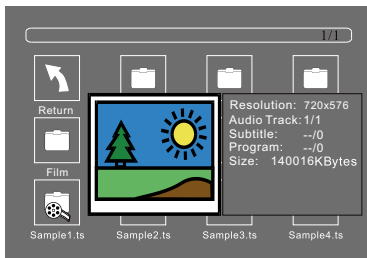 1/1
Return
Resolution: 720x576
Audio Track: 1/1
Subtitle: --/0
Program: --/0
Size: 140016KBytes
Film
Sample1.ts Sample2.ts Sample3.ts Sample4.ts